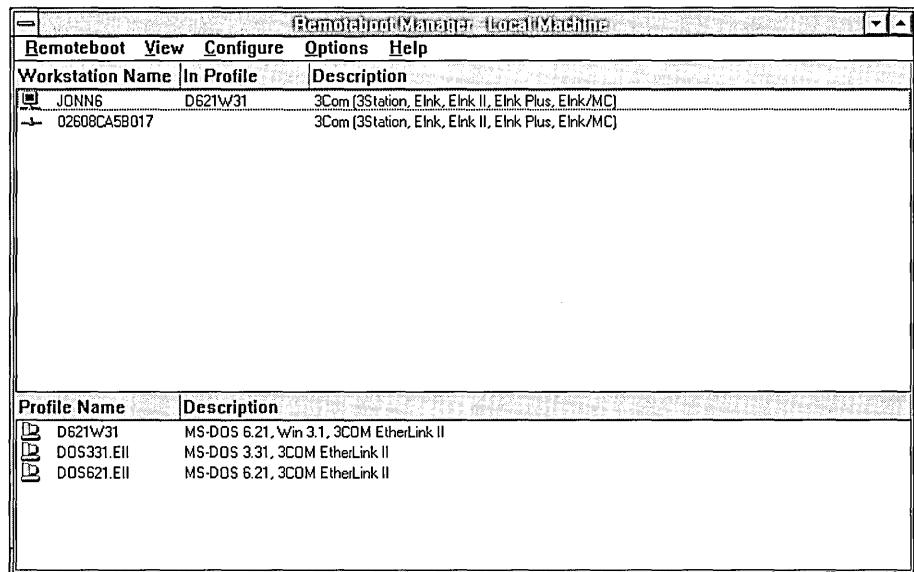 Remoteboot Manager - Local Machine
Remoteboot View Configure Options Help
Workstation Name In Profile Description
JONN6 D621W31 3Com (3Station, Elnk, Elnk II, Elnk Plus, Elnk/MC)
02608CA5B017 3Com (3Station, Elnk, Elnk II, Elnk Plus, Elnk/MC)
Profile Name Description
D621W31 MS-DOS 6.21, Win 3.1, 3COM EtherLink II
DOS331.EII MS-DOS 3.31, 3COM EtherLink II
DOS621.EII MS-DOS 6.21, 3COM EtherLink II